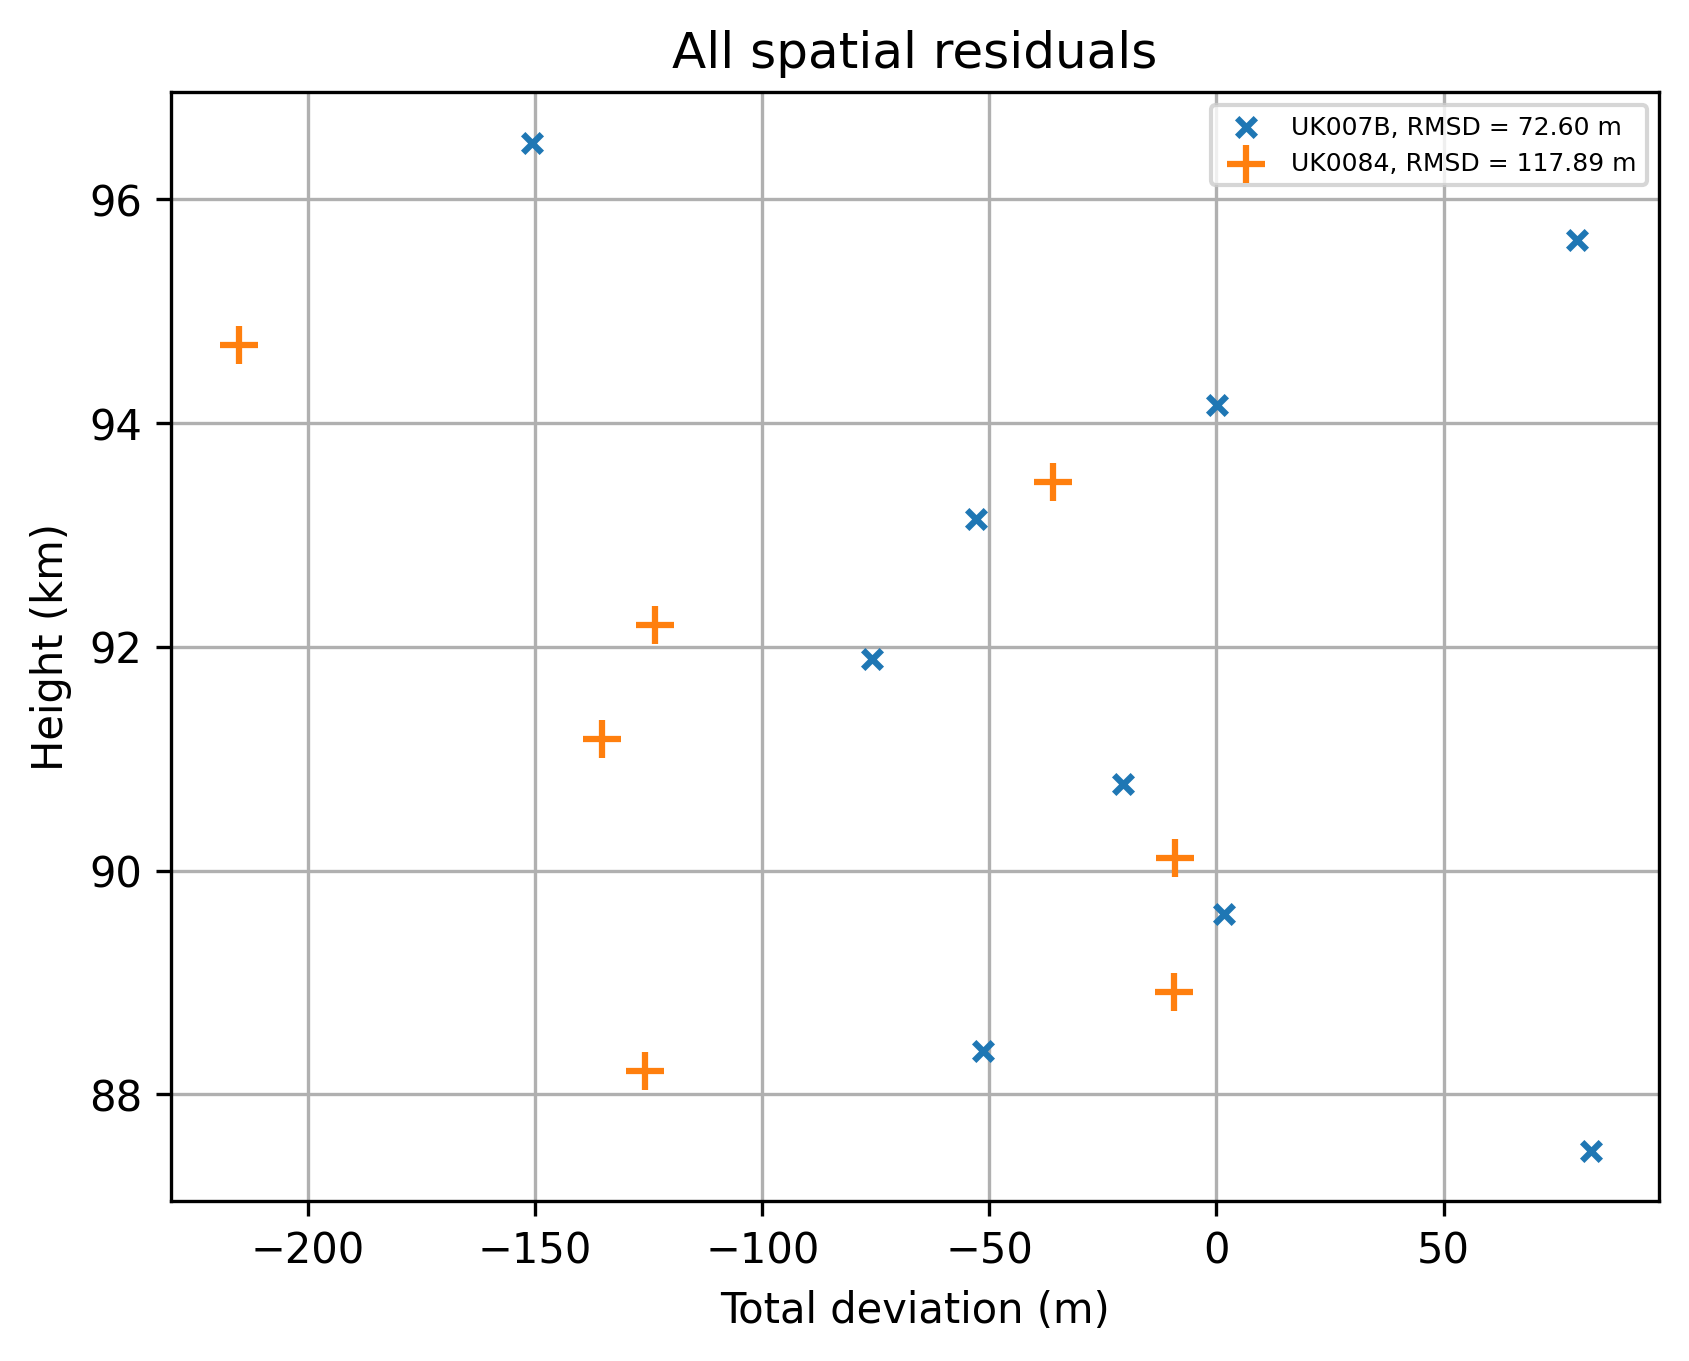 All spatial residuals
UK007B, RMSD = 72.60 m
UK0084, RMSD = 117.89 m
96
94
92
90
88
Height (km)
−200 −150 −100 −50 0 50
Total deviation (m)